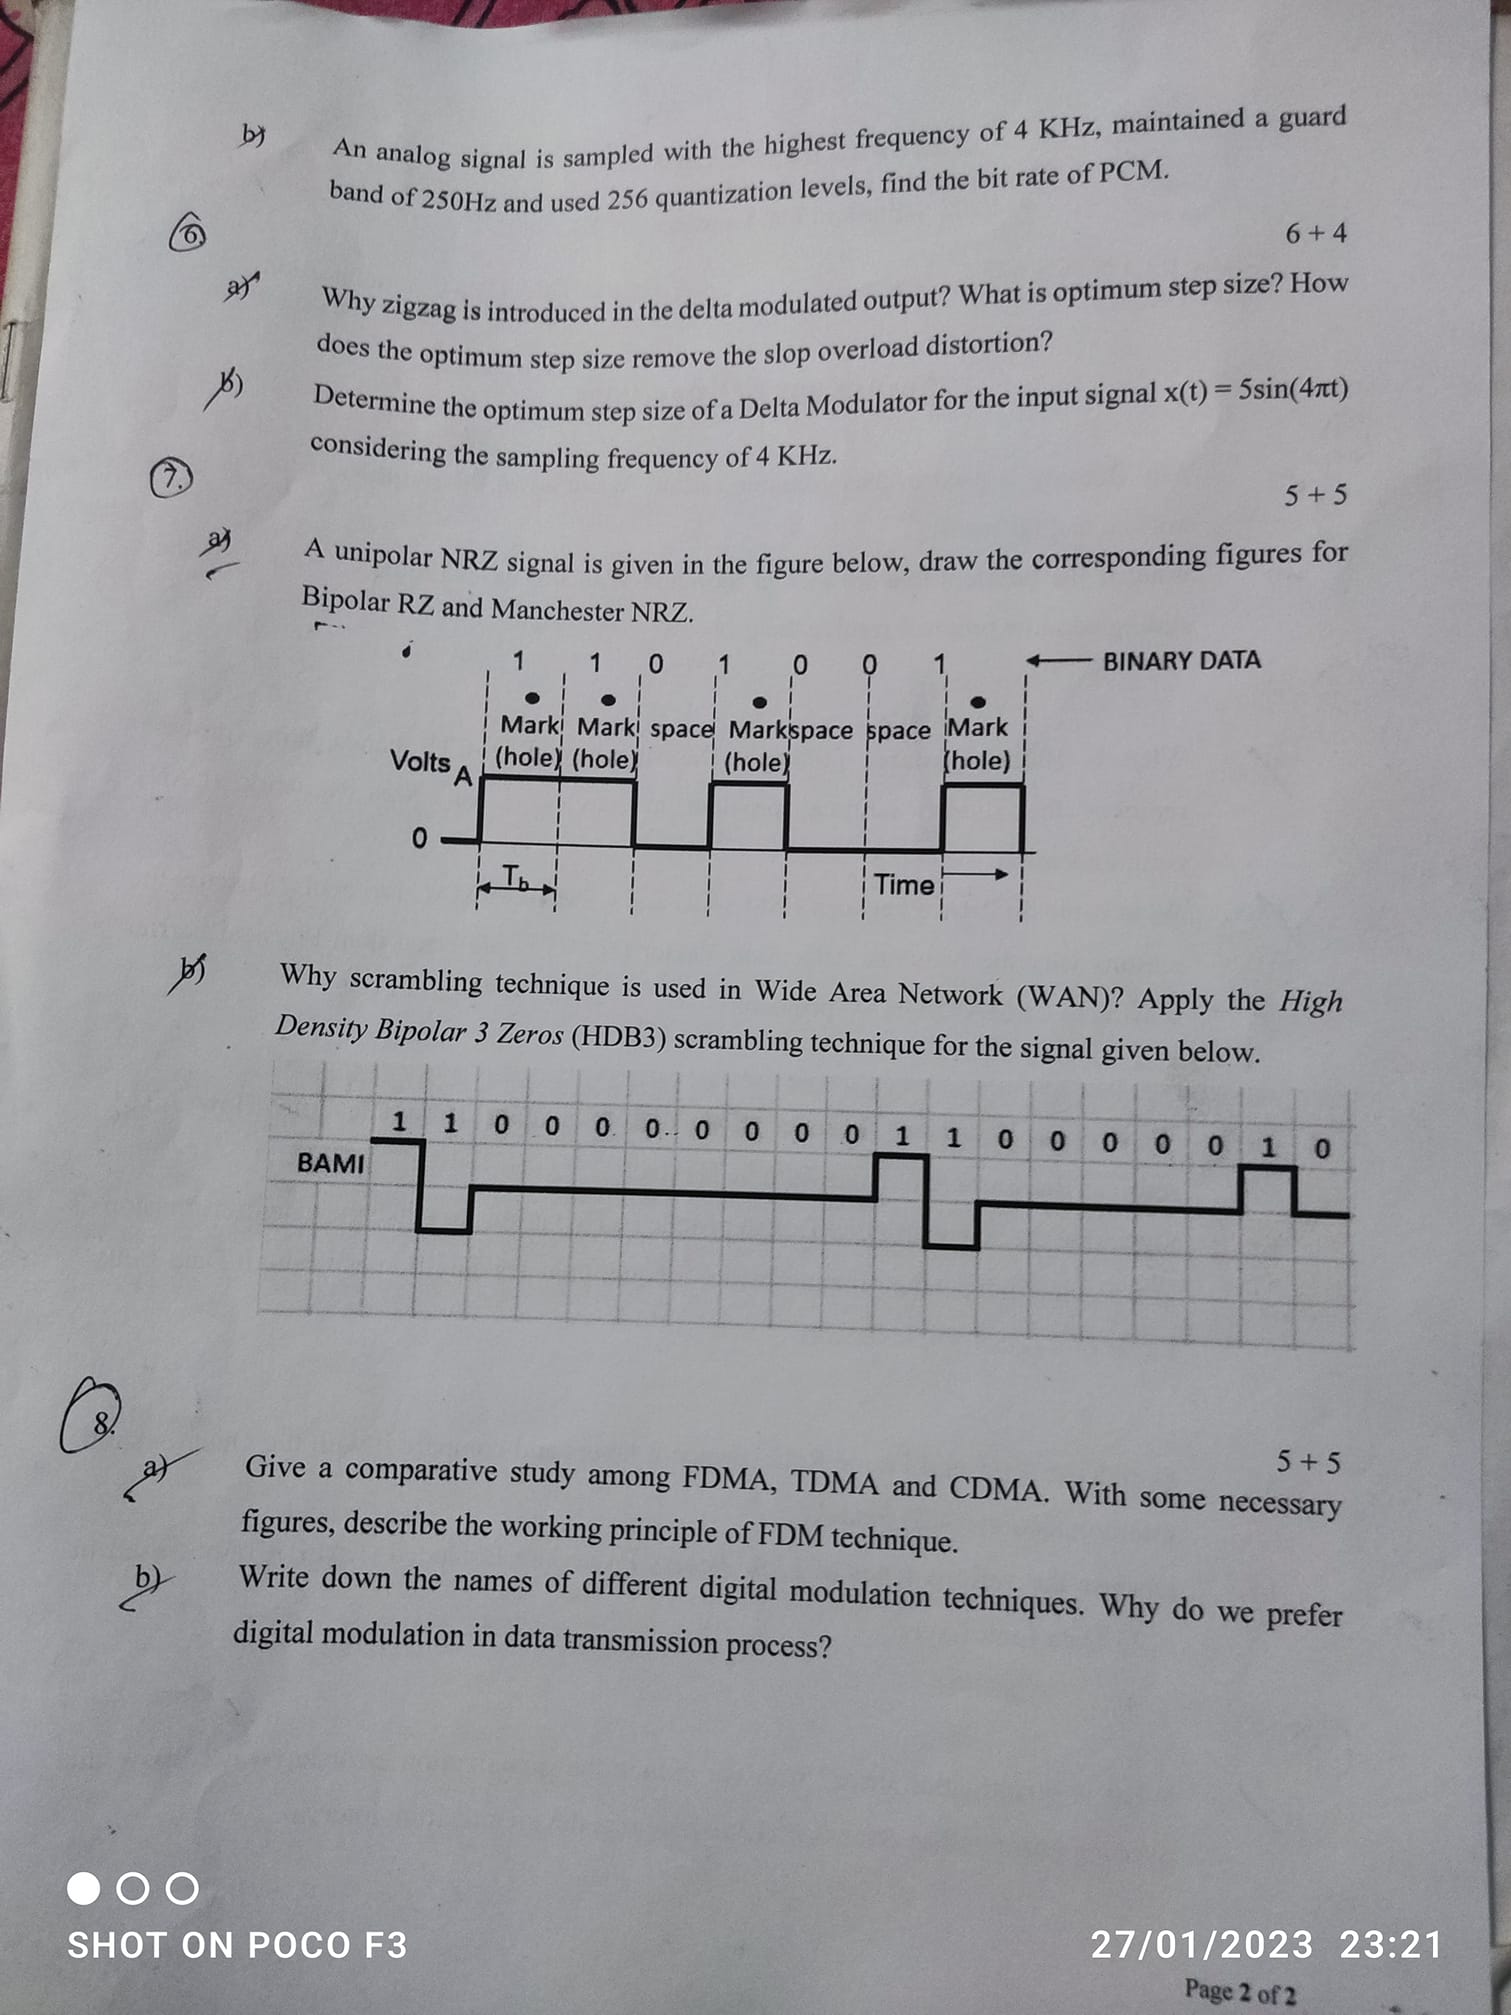 b)
An analog signal is sampled with the highest frequency of 4 KHz, maintained a guard
band of 250Hz and used 256 quantization levels, find the bit rate of PCM.
6.
6 + 4
a)
Why zigzag is introduced in the delta modulated output? What is optimum step size? How
does the optimum step size remove the slop overload distortion?
b)
Determine the optimum step size of a Delta Modulator for the input signal x(t) = 5sin(4πt)
considering the sampling frequency of 4 KHz.
7.
5 + 5
a)
A unipolar NRZ signal is given in the figure below, draw the corresponding figures for
Bipolar RZ and Manchester NRZ.
1 1 0 1 0 0 1 BINARY DATA
Mark Mark space Mark space space Mark
Volts A (hole) (hole) (hole) (hole)
0
Tb Time
b)
Why scrambling technique is used in Wide Area Network (WAN)? Apply the High
Density Bipolar 3 Zeros (HDB3) scrambling technique for the signal given below.
1 1 0 0 0 0 0 0 0 0 1 1 0 0 0 0 0 1 0
BAMI
8.
5 + 5
a)
Give a comparative study among FDMA, TDMA and CDMA. With some necessary
figures, describe the working principle of FDM technique.
b)
Write down the names of different digital modulation techniques. Why do we prefer
digital modulation in data transmission process?
SHOT ON POCO F3
27/01/2023 23:21
Page 2 of 2